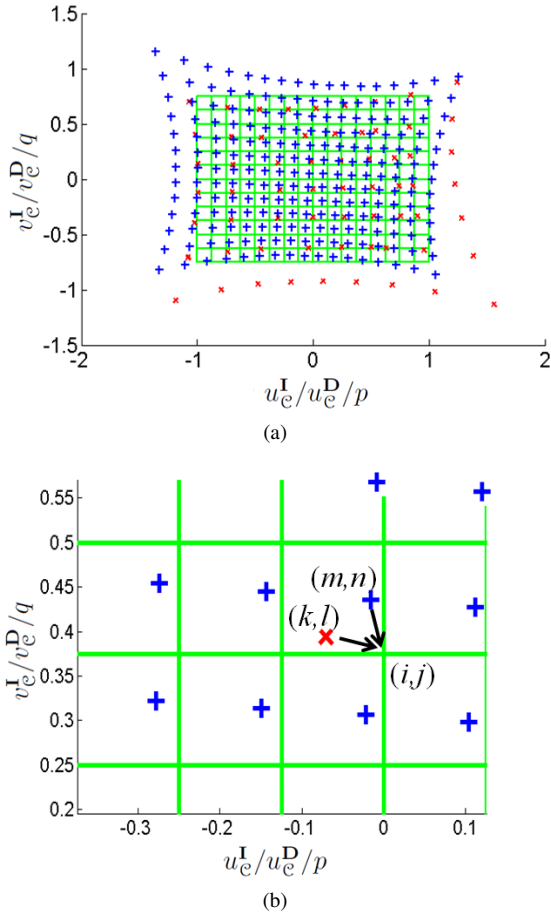 1.5
1
0.5
0
-0.5
-1
-1.5
-2
-1
0
1
2
v_e^I/v_e^D/q
u_e^I/u_e^D/p
(a)
0.55
0.5
0.45
0.4
0.35
0.3
0.25
0.2
(m,n)
(k,l)
(i,j)
-0.3
-0.2
-0.1
0
0.1
v_e^I/v_e^D/q
u_e^I/u_e^D/p
(b)